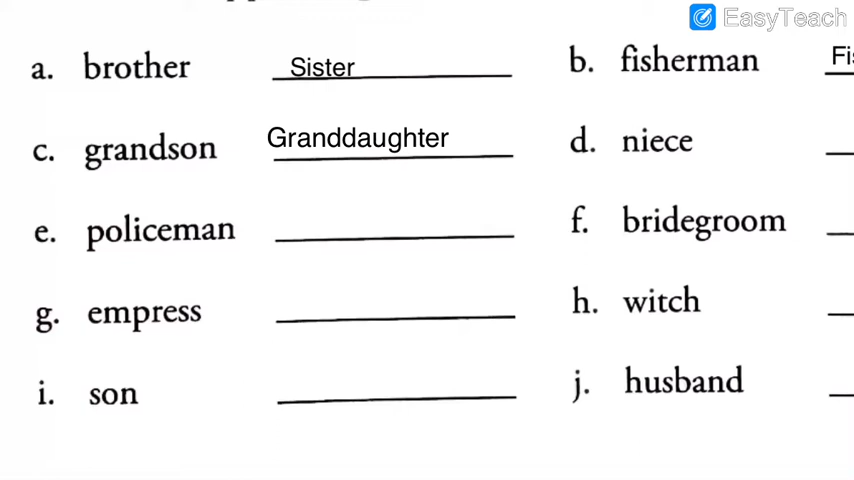 EasyTeach
a. brother Sister b. fisherman
c. grandson Granddaughter d. niece
e. policeman f. bridegroom
g. empress h. witch
i. son j. husband